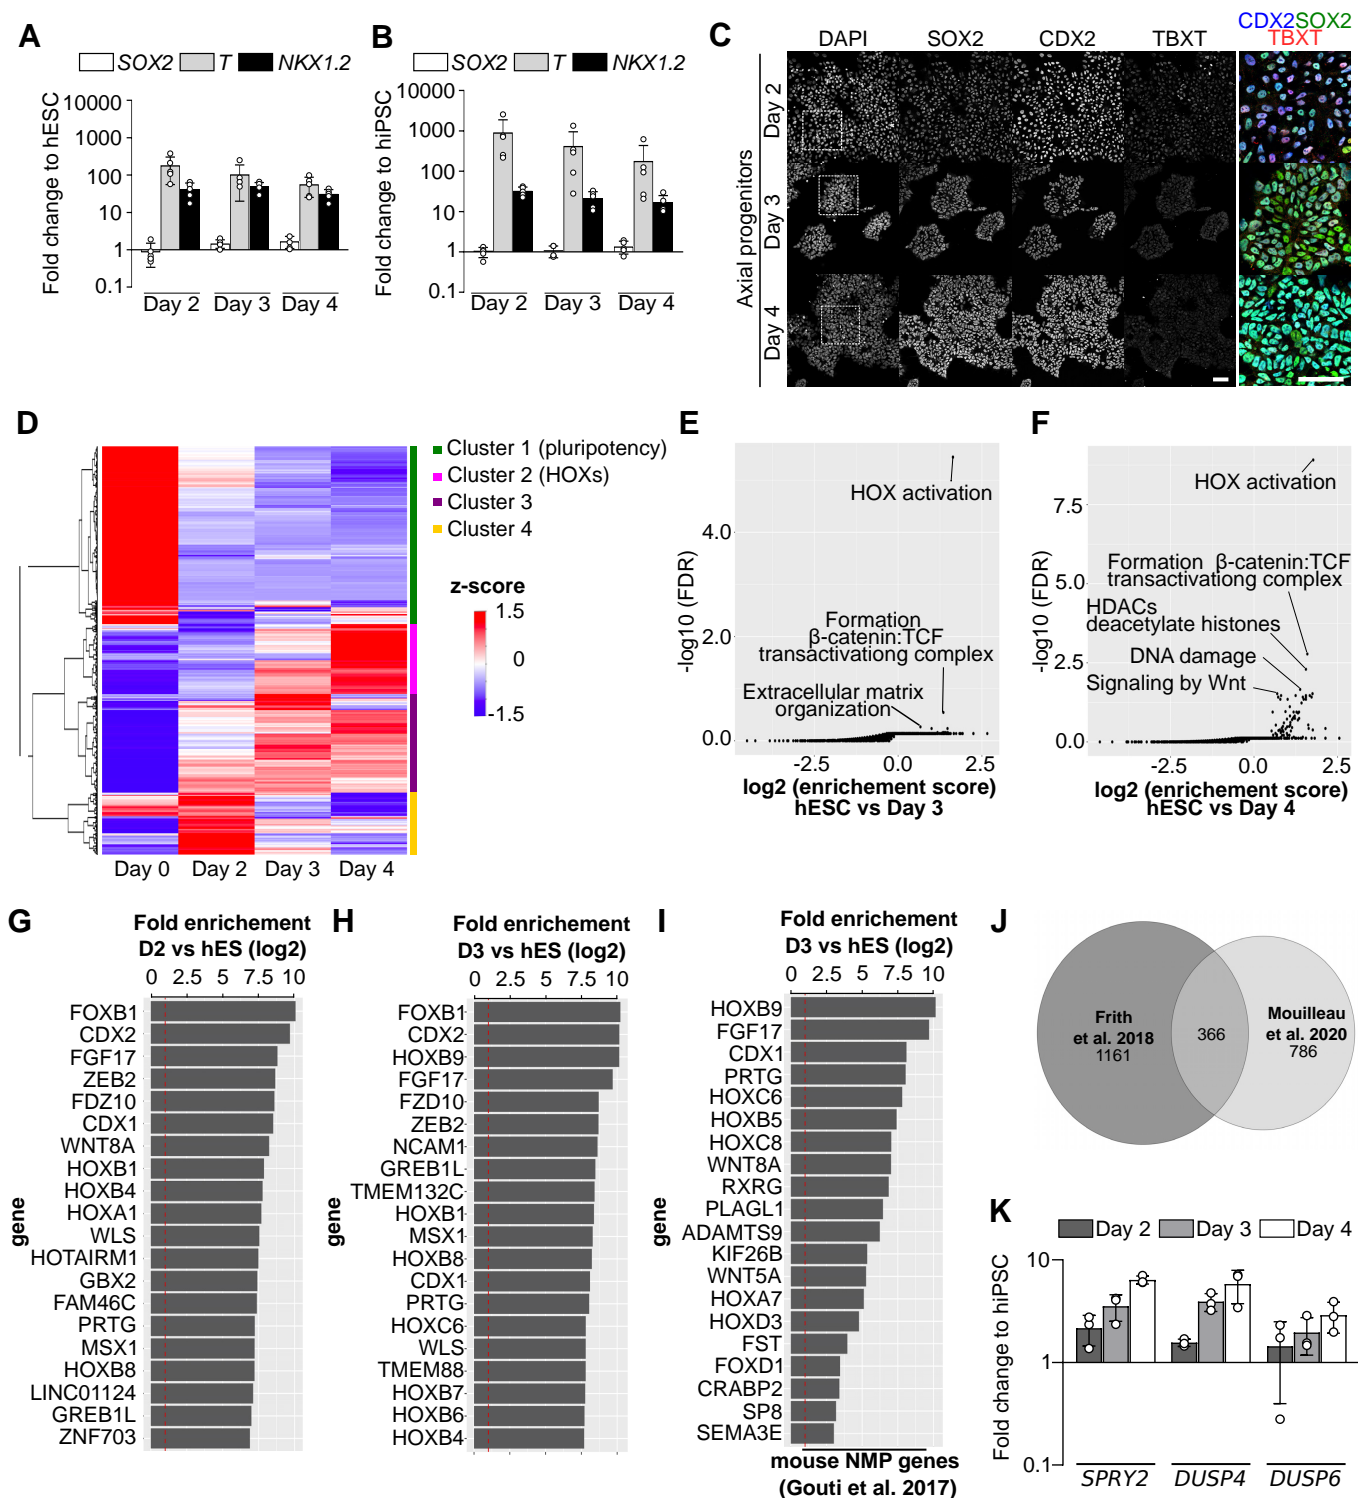 A
SOX2 T NKX1.2
Fold change to hESC
10000
1000
100
10
1
0.1
Day 2 Day 3 Day 4
B
SOX2 T NKX1.2
Fold change to hiPSC
10000
1000
100
10
1
0.1
Day 2 Day 3 Day 4
C
DAPI SOX2 CDX2 TBXT
CDX2SOX2
TBXT
Axial progenitors
Day 2
Day 3
Day 4
D
Cluster 1 (pluripotency)
Cluster 2 (HOXs)
Cluster 3
Cluster 4
z-score
1.5
0
-1.5
Day 0 Day 2 Day 3 Day 4
E
-log10 (FDR)
4.0
2.0
0.0
HOX activation
Formation
β-catenin:TCF
transactivationg complex
Extracellular matrix
organization
-2.5 0.0 2.5
log2 (enrichment score)
hESC vs Day 3
F
-log10 (FDR)
7.5
5.0
2.5
0.0
HOX activation
Formation β-catenin:TCF
transactivationg complex
HDACs
deacetylate histones
DNA damage
Signaling by Wnt
-2.5 0.0 2.5
log2 (enrichment score)
hESC vs Day 4
G
Fold enrichement
D2 vs hES (log2)
0 2.5 5 7.5 10
gene
FOXB1
CDX2
FGF17
ZEB2
FDZ10
CDX1
WNT8A
HOXB1
HOXB4
HOXA1
WLS
HOTAIRM1
GBX2
FAM46C
PRTG
MSX1
HOXB8
LINC01124
GREB1L
ZNF703
H
Fold enrichement
D3 vs hES (log2)
0 2.5 5 7.5 10
gene
FOXB1
CDX2
HOXB9
FGF17
FZD10
ZEB2
NCAM1
GREB1L
TMEM132C
HOXB1
MSX1
HOXB8
CDX1
PRTG
HOXC6
WLS
TMEM88
HOXB7
HOXB6
HOXB4
I
Fold enrichement
D3 vs hES (log2)
0 2.5 5 7.5 10
gene
HOXB9
FGF17
CDX1
PRTG
HOXC6
HOXB5
HOXC8
WNT8A
RXRG
PLAGL1
ADAMTS9
KIF26B
WNT5A
HOXA7
HOXD3
FST
FOXD1
CRABP2
SP8
SEMA3E
mouse NMP genes
(Gouti et al. 2017)
J
Frith
et al. 2018
1161
366
Mouilleau
et al. 2020
786
K
Day 2 Day 3 Day 4
Fold change to hiPSC
10
1
0.1
SPRY2 DUSP4 DUSP6